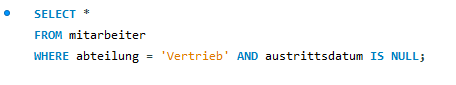 SELECT *
FROM mitarbeiter
WHERE abteilung = 'Vertrieb' AND austrittsdatum IS NULL;